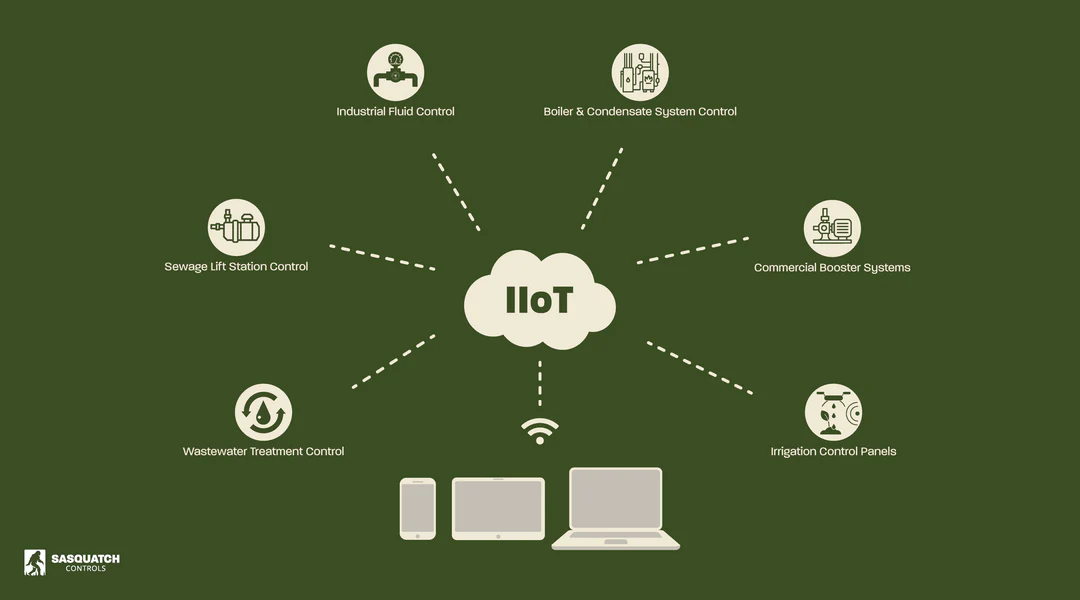 Industrial Fluid Control
Boiler & Condensate System Control
Sewage Lift Station Control
Commercial Booster Systems
IIoT
Wastewater Treatment Control
Irrigation Control Panels
SASQUATCH
CONTROLS